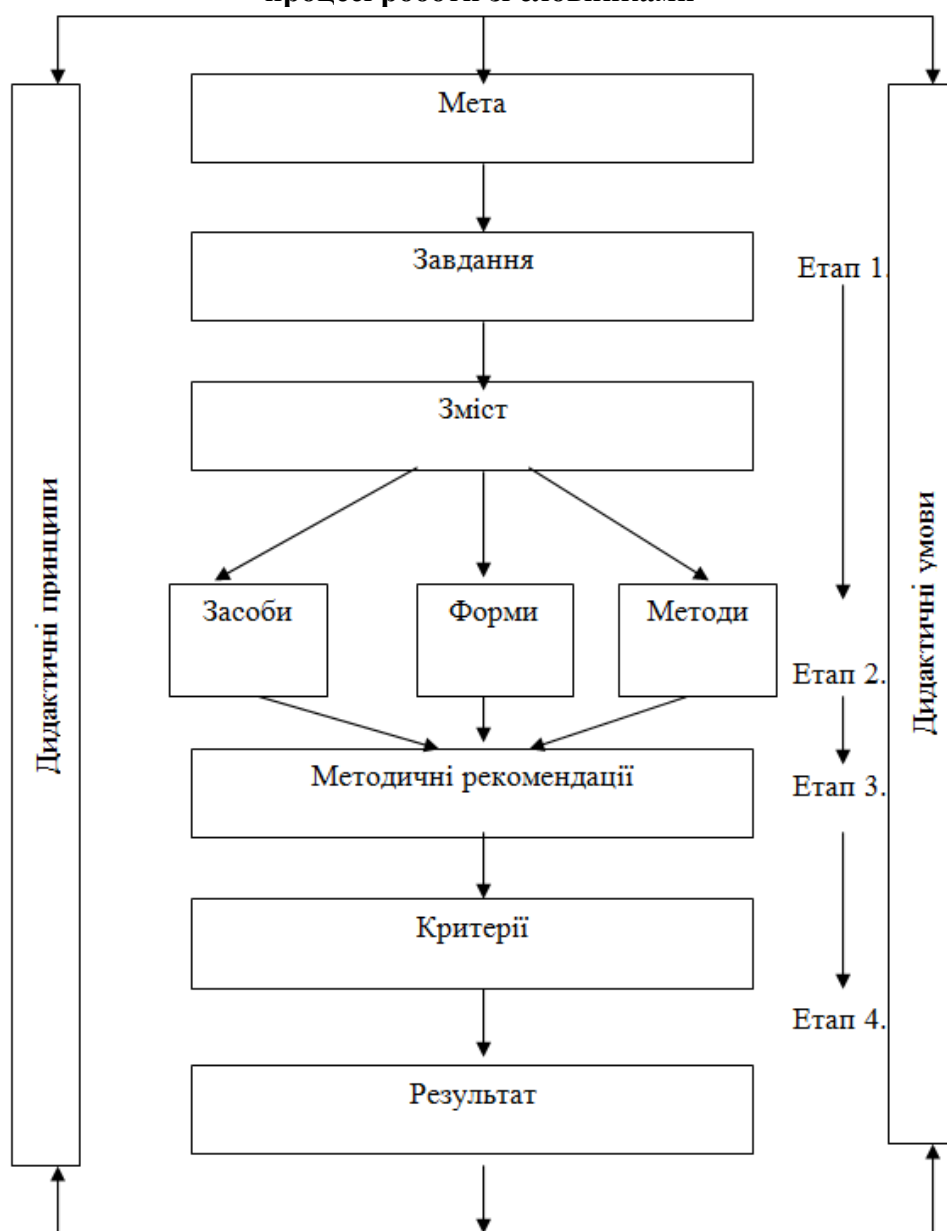 Мета
Завдання
Етап 1.
Зміст
Дидактичні принципи
Дидактичні умови
Засоби
Форми
Методи
Етап 2.
Методичні рекомендації
Етап 3.
Критерії
Етап 4.
Результат